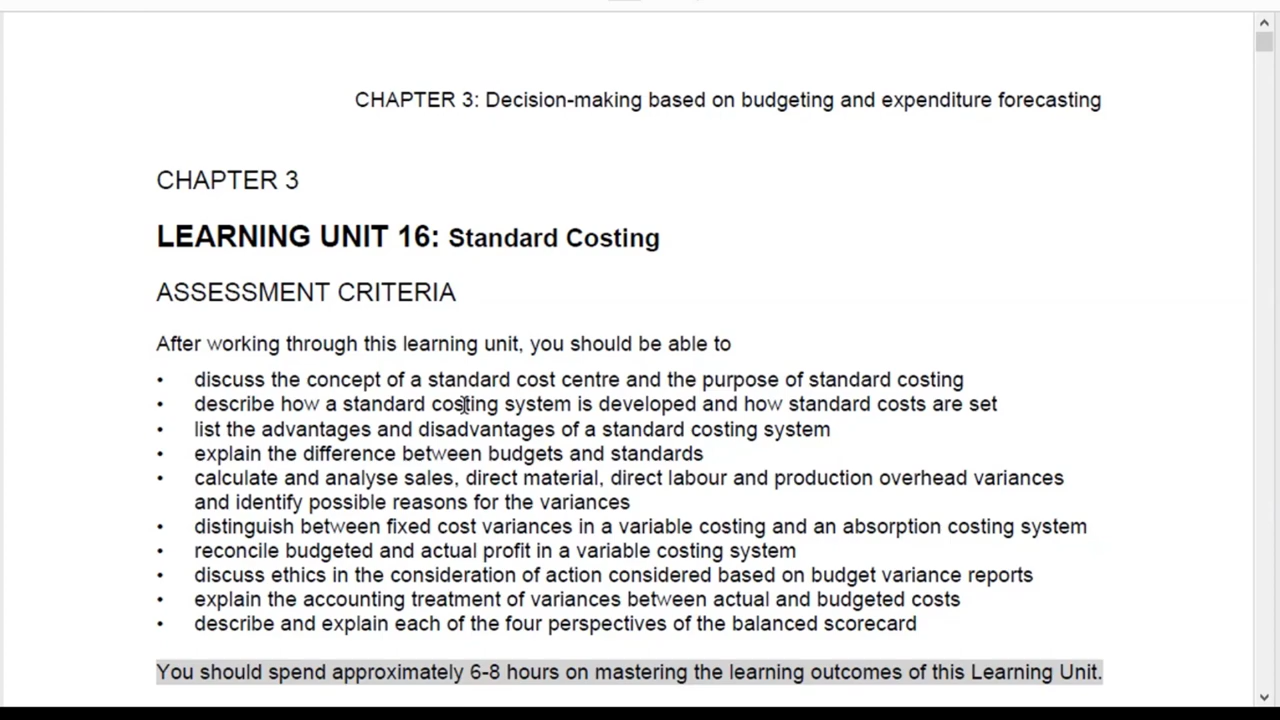 CHAPTER 3: Decision-making based on budgeting and expenditure forecasting
CHAPTER 3
LEARNING UNIT 16: Standard Costing
ASSESSMENT CRITERIA
After working through this learning unit, you should be able to
• discuss the concept of a standard cost centre and the purpose of standard costing
• describe how a standard costing system is developed and how standard costs are set
• list the advantages and disadvantages of a standard costing system
• explain the difference between budgets and standards
• calculate and analyse sales, direct material, direct labour and production overhead variances
and identify possible reasons for the variances
• distinguish between fixed cost variances in a variable costing and an absorption costing system
• reconcile budgeted and actual profit in a variable costing system
• discuss ethics in the consideration of action considered based on budget variance reports
• explain the accounting treatment of variances between actual and budgeted costs
• describe and explain each of the four perspectives of the balanced scorecard
You should spend approximately 6-8 hours on mastering the learning outcomes of this Learning Unit.